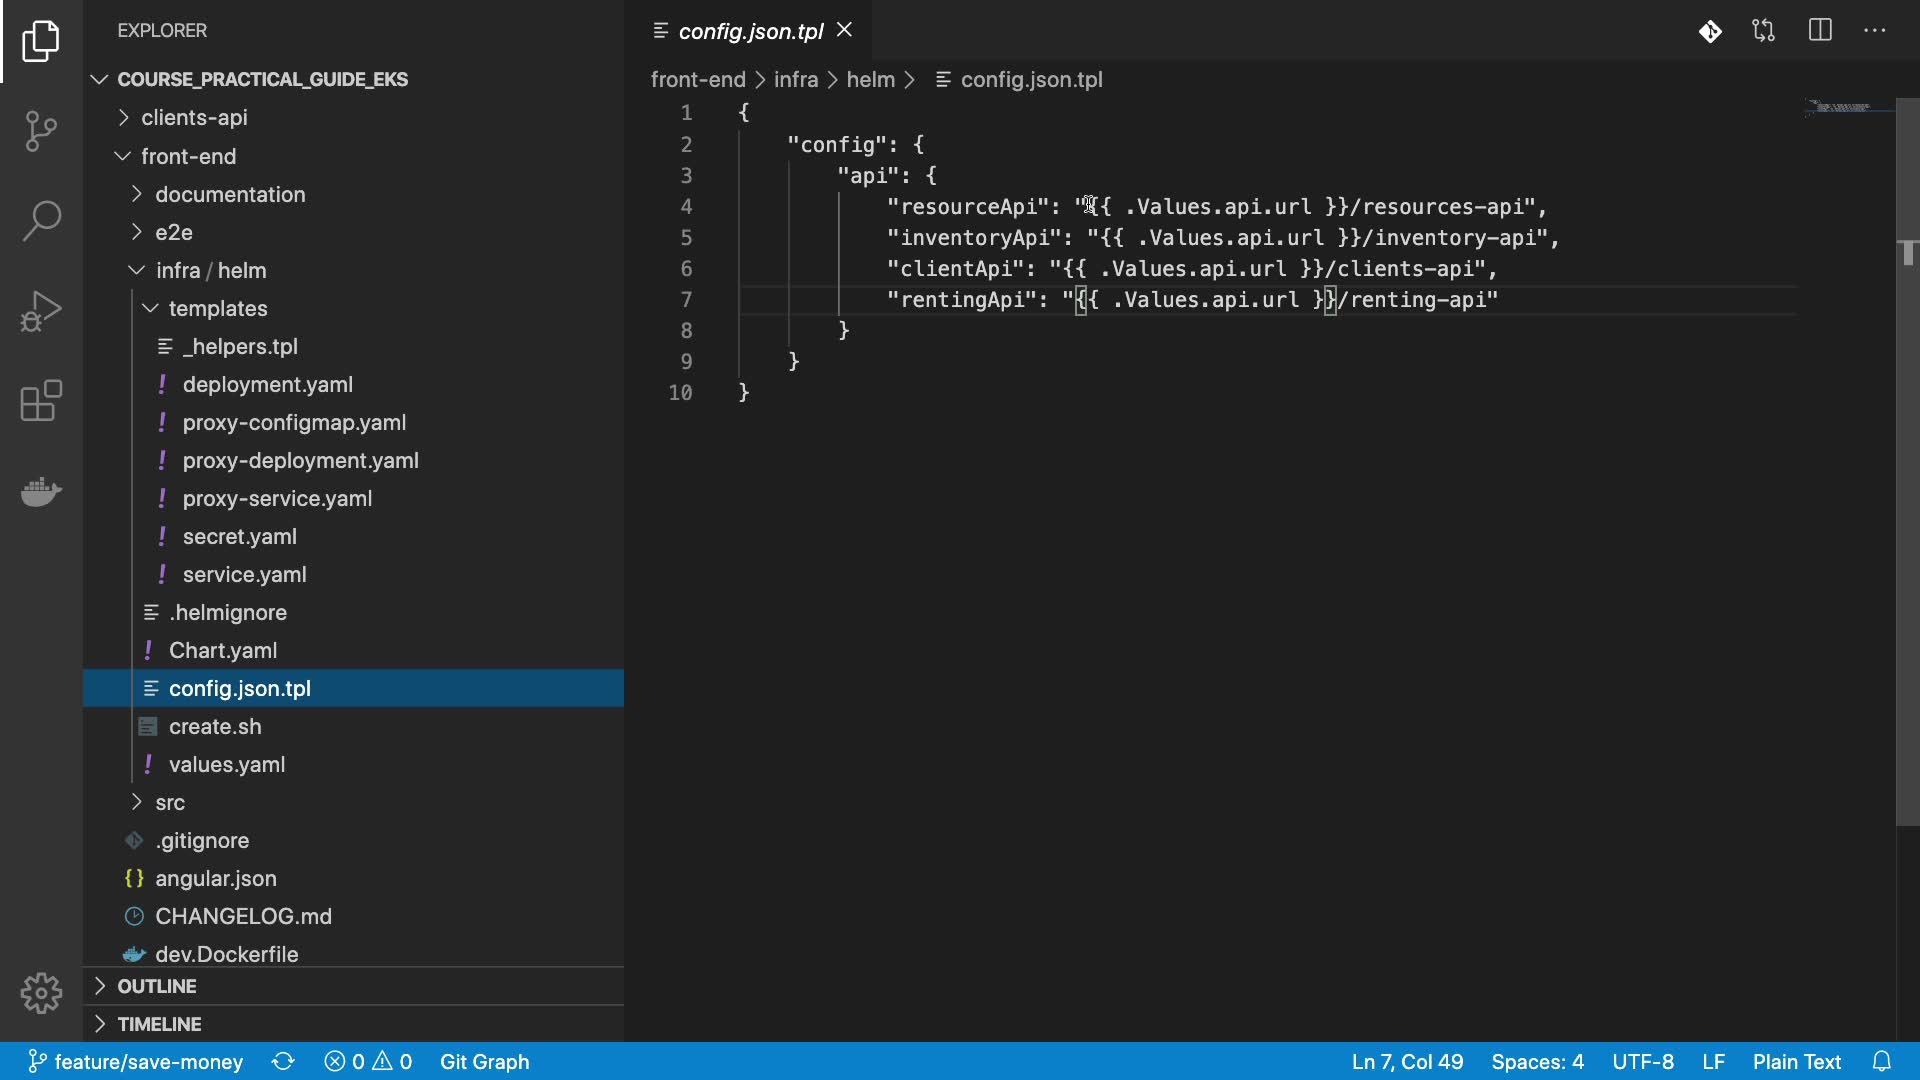 EXPLORER
COURSE_PRACTICAL_GUIDE_EKS
clients-api
front-end
documentation
e2e
infra / helm
templates
_helpers.tpl
deployment.yaml
proxy-configmap.yaml
proxy-deployment.yaml
proxy-service.yaml
secret.yaml
service.yaml
.helmignore
Chart.yaml
config.json.tpl
create.sh
values.yaml
src
.gitignore
angular.json
CHANGELOG.md
dev.Dockerfile
OUTLINE
TIMELINE
config.json.tpl
front-end > infra > helm > config.json.tpl
1 {
2 "config": {
3 "api": {
4 "resourceApi": "{{ .Values.api.url }}/resources-api",
5 "inventoryApi": "{{ .Values.api.url }}/inventory-api",
6 "clientApi": "{{ .Values.api.url }}/clients-api",
7 "rentingApi": "{{ .Values.api.url }}/renting-api"
8 }
9 }
10 }
feature/save-money 0 0 Git Graph Ln 7, Col 49 Spaces: 4 UTF-8 LF Plain Text